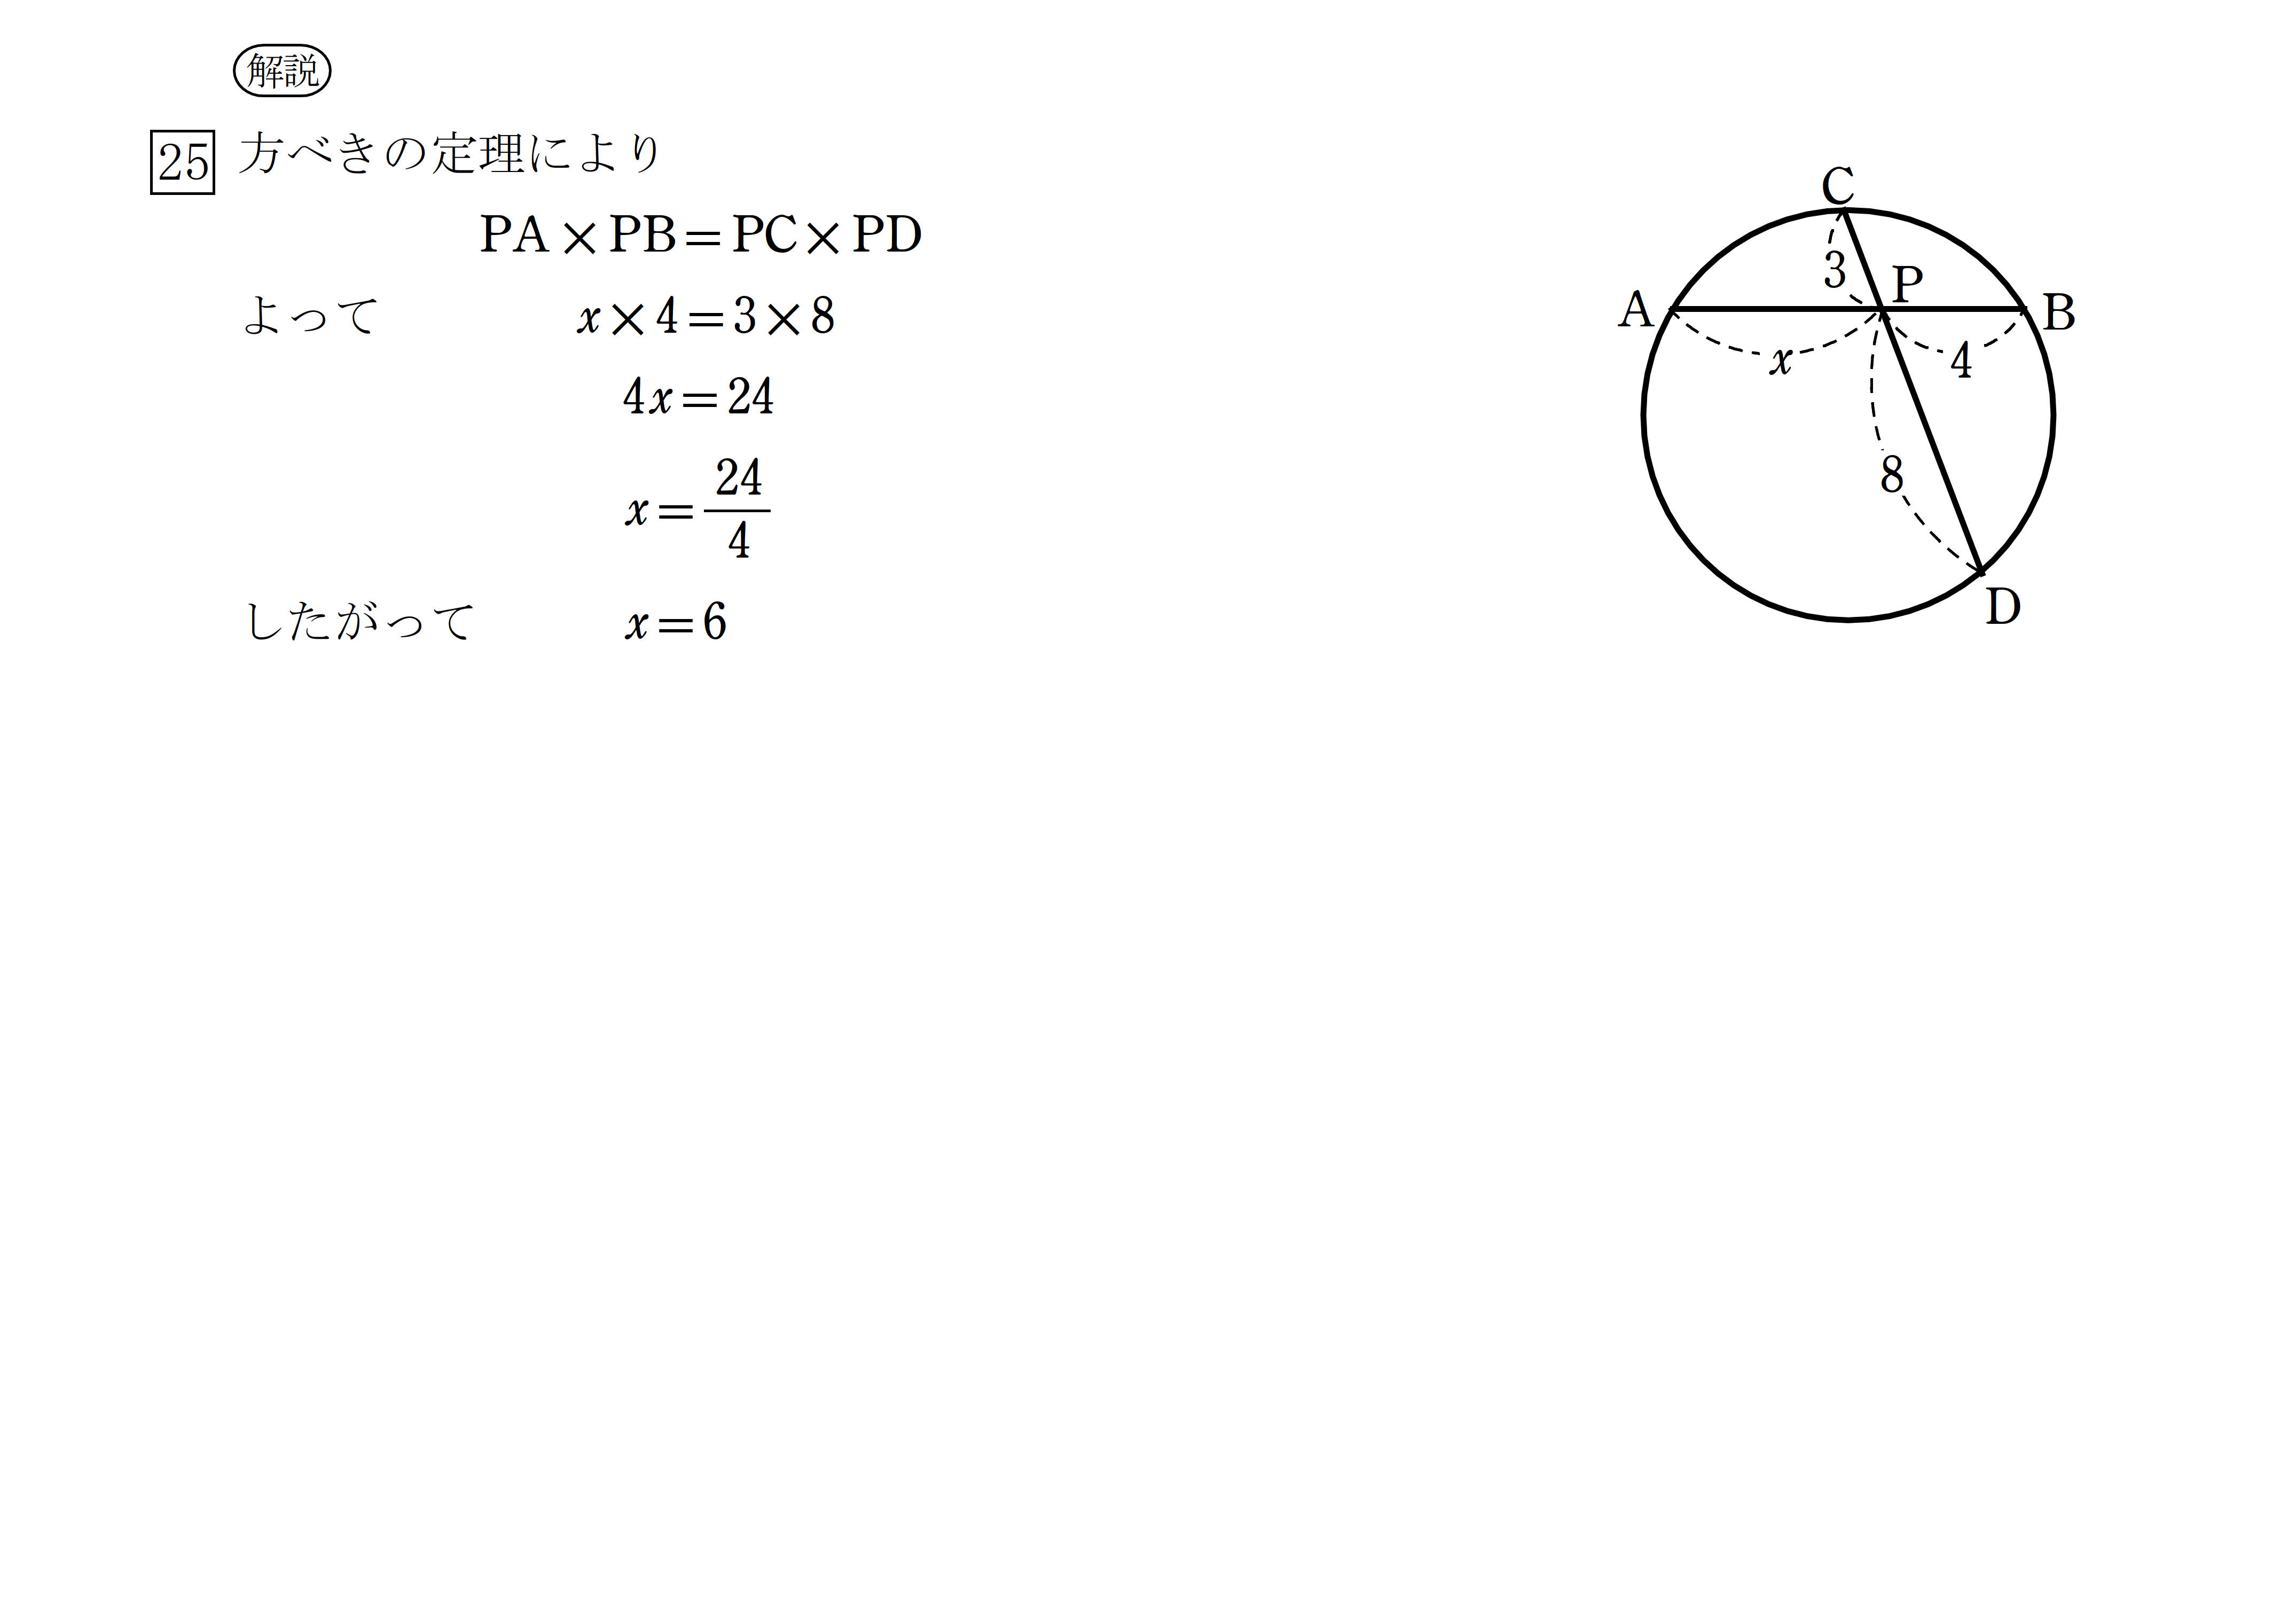 解説
25 方べきの定理により
PA×PB=PC×PD
よって x×4=3×8
4x=24
x=24/4
したがって x=6
C
3
P
A
B
x
4
8
D